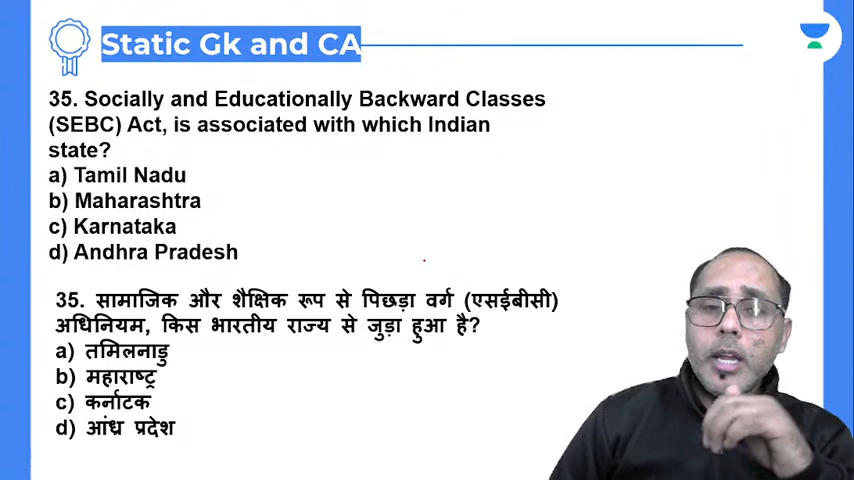 Static Gk and CA
35. Socially and Educationally Backward Classes
(SEBC) Act, is associated with which Indian
state?
a) Tamil Nadu
b) Maharashtra
c) Karnataka
d) Andhra Pradesh
35. सामाजिक और शैक्षिक रूप से पिछड़ा वर्ग (एसईबीसी)
अधिनियम, किस भारतीय राज्य से जुड़ा हुआ है?
a) तमिलनाडु
b) महाराष्ट्र
c) कर्नाटक
d) आंध्र प्रदेश